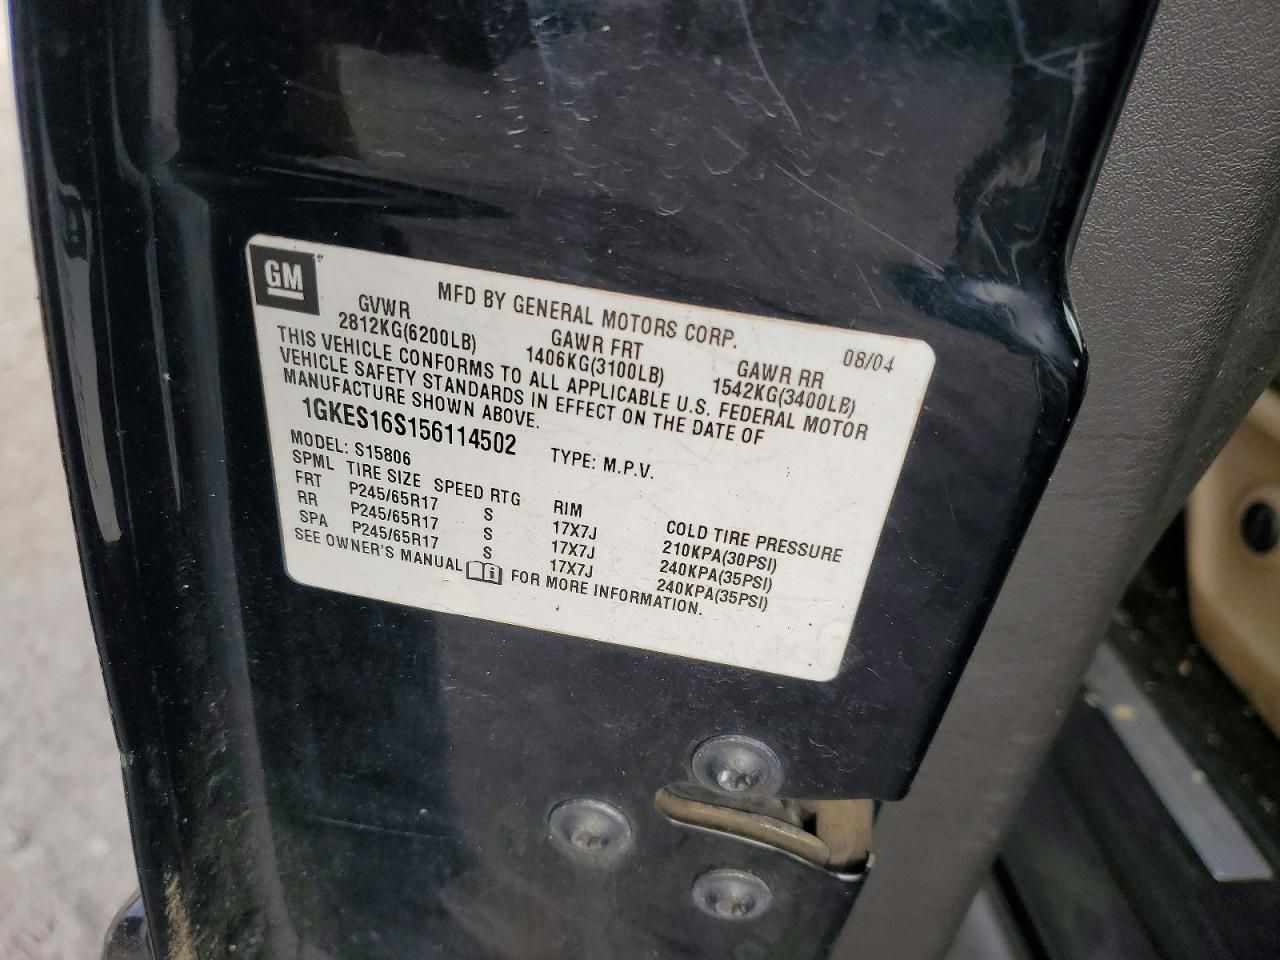 GM
MFD BY GENERAL MOTORS CORP. 08/04
GVWR GAWR FRT GAWR RR
2812KG(6200LB) 1406KG(3100LB) 1542KG(3400LB)
THIS VEHICLE CONFORMS TO ALL APPLICABLE U.S. FEDERAL MOTOR
VEHICLE SAFETY STANDARDS IN EFFECT ON THE DATE OF
MANUFACTURE SHOWN ABOVE.
1GKES16S156114502 TYPE: M.P.V.
MODEL: S15806
SPML TIRE SIZE SPEED RTG RIM COLD TIRE PRESSURE
FRT P245/65R17 S 17X7J 210KPA(30PSI)
RR P245/65R17 S 17X7J 240KPA(35PSI)
SPA P245/65R17 S 17X7J 240KPA(35PSI)
SEE OWNER'S MANUAL FOR MORE INFORMATION.